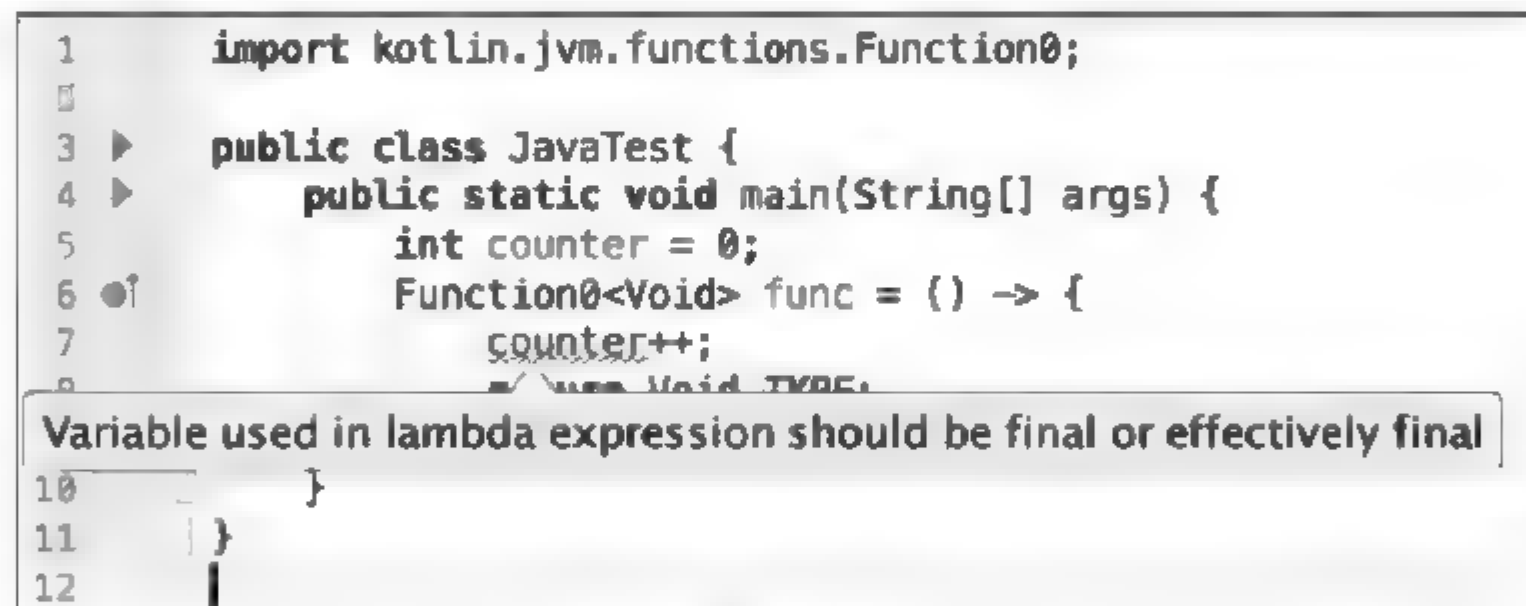 1 import kotlin.jvm.functions.Function0;
3 public class JavaTest {
4 public static void main(String[] args) {
5 int counter = 0;
6 Function0<Void> func = () -> {
7 counter++;
Void.TYPE;
Variable used in lambda expression should be final or effectively final
10 }
11 }
12